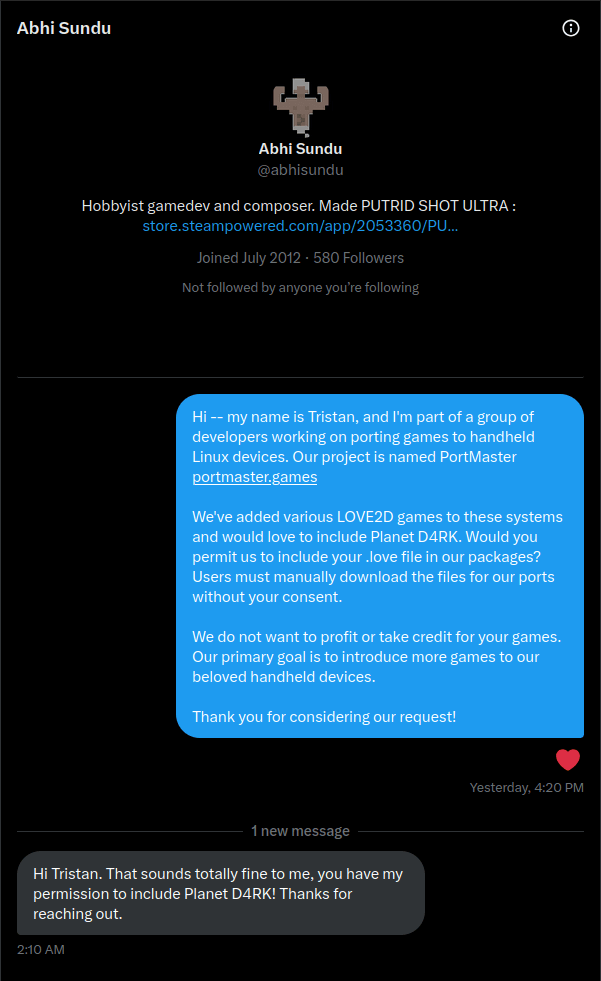 Abhi Sundu
Abhi Sundu
@abhisundu
Hobbyist gamedev and composer. Made PUTRID SHOT ULTRA :
store.steampowered.com/app/2053360/PU...
Joined July 2012 · 580 Followers
Not followed by anyone you're following
Hi -- my name is Tristan, and I'm part of a group of
developers working on porting games to handheld
Linux devices. Our project is named PortMaster
portmaster.games
We've added various LOVE2D games to these systems
and would love to include Planet D4RK. Would you
permit us to include your .love file in our packages?
Users must manually download the files for our ports
without your consent.
We do not want to profit or take credit for your games.
Our primary goal is to introduce more games to our
beloved handheld devices.
Thank you for considering our request!
Yesterday, 4:20 PM
1 new message
Hi Tristan. That sounds totally fine to me, you have my
permission to include Planet D4RK! Thanks for
reaching out.
2:10 AM